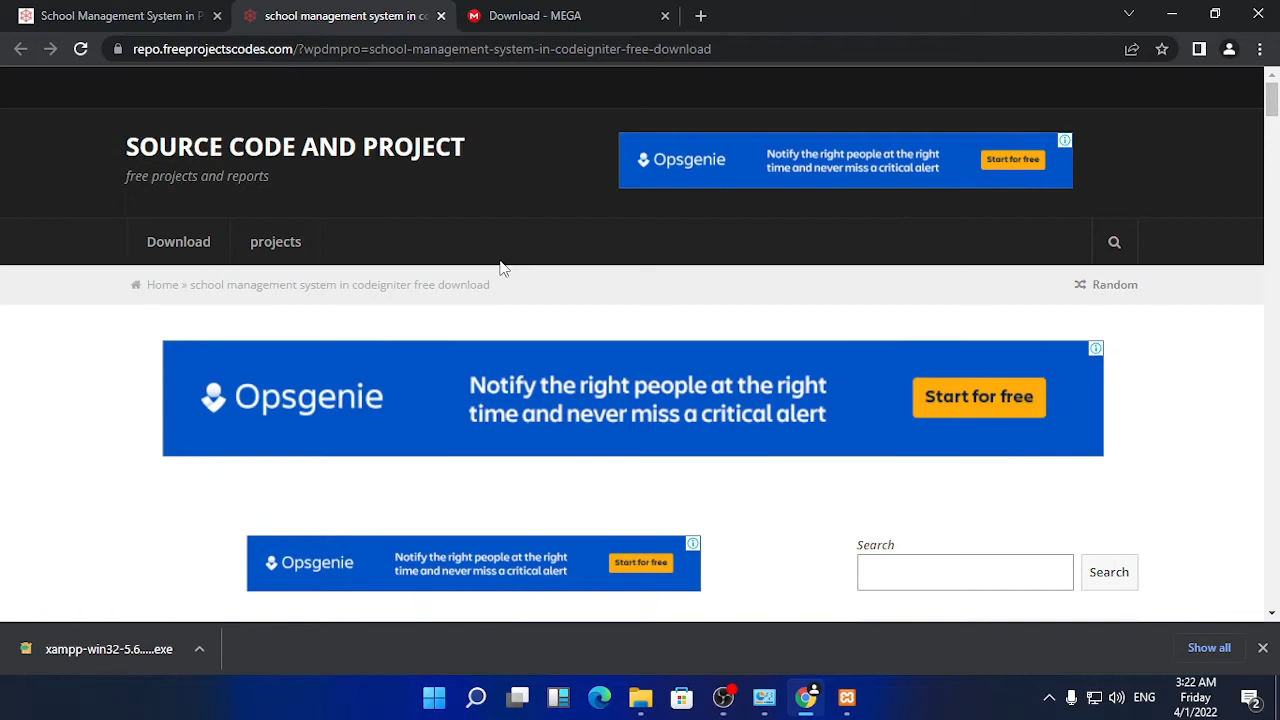 School Management System in P
school management system in co
Download - MEGA
repo.freeprojectscodes.com/?wpdmpro=school-management-system-in-codeigniter-free-download
SOURCE CODE AND PROJECT
free projects and reports
Opsgenie
Notify the right people at the right
time and never miss a critical alert
Start for free
Download
projects
Home » school management system in codeigniter free download
Random
Opsgenie
Notify the right people at the right
time and never miss a critical alert
Start for free
Opsgenie
Notify the right people at the right
time and never miss a critical alert
Start for free
Search
Search
xampp-win32-5.6.....exe
Show all
ENG
3:22 AM
Friday
4/1/2022
2